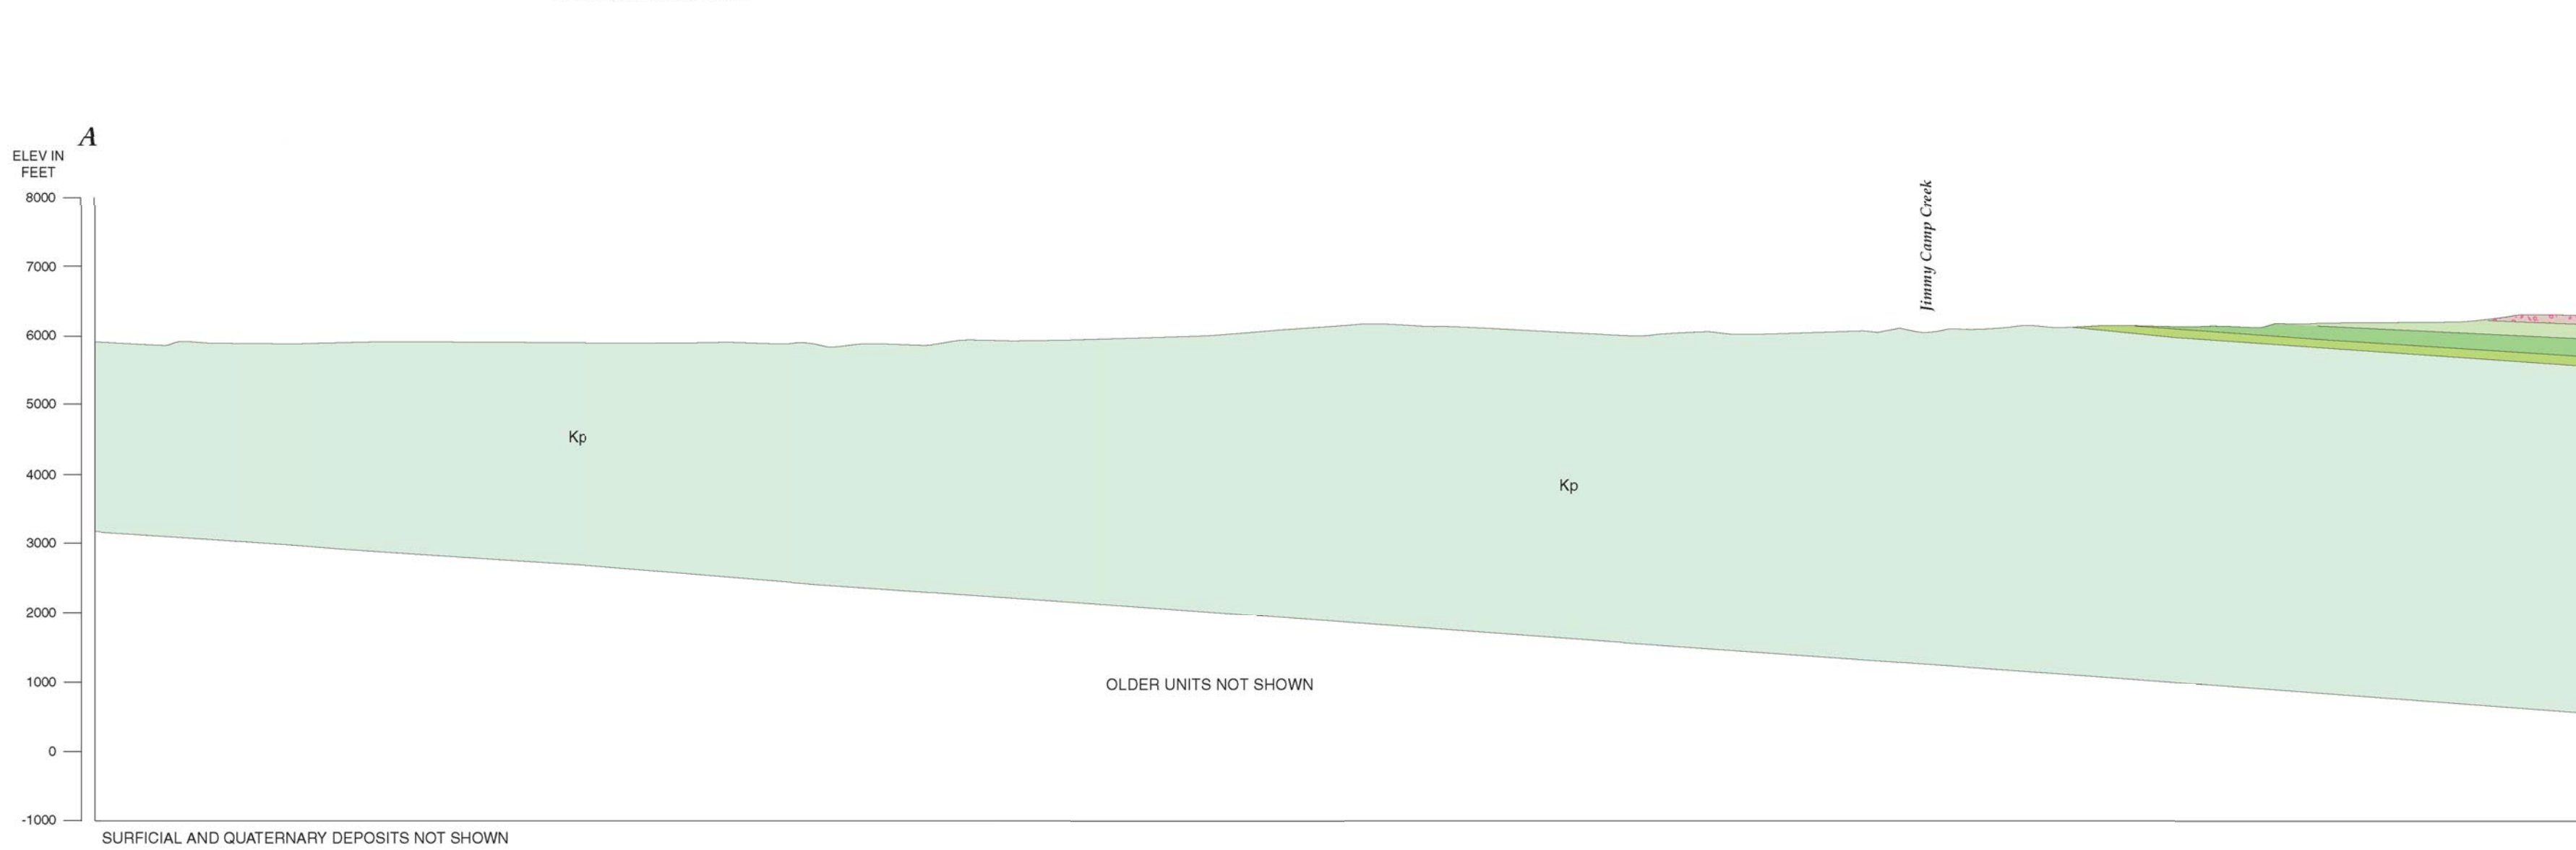 A
ELEV IN
FEET
8000
7000
6000
5000
4000
3000
2000
1000
0
-1000
Jimmy Camp Creek
Kp
Kp
OLDER UNITS NOT SHOWN
SURFICIAL AND QUATERNARY DEPOSITS NOT SHOWN